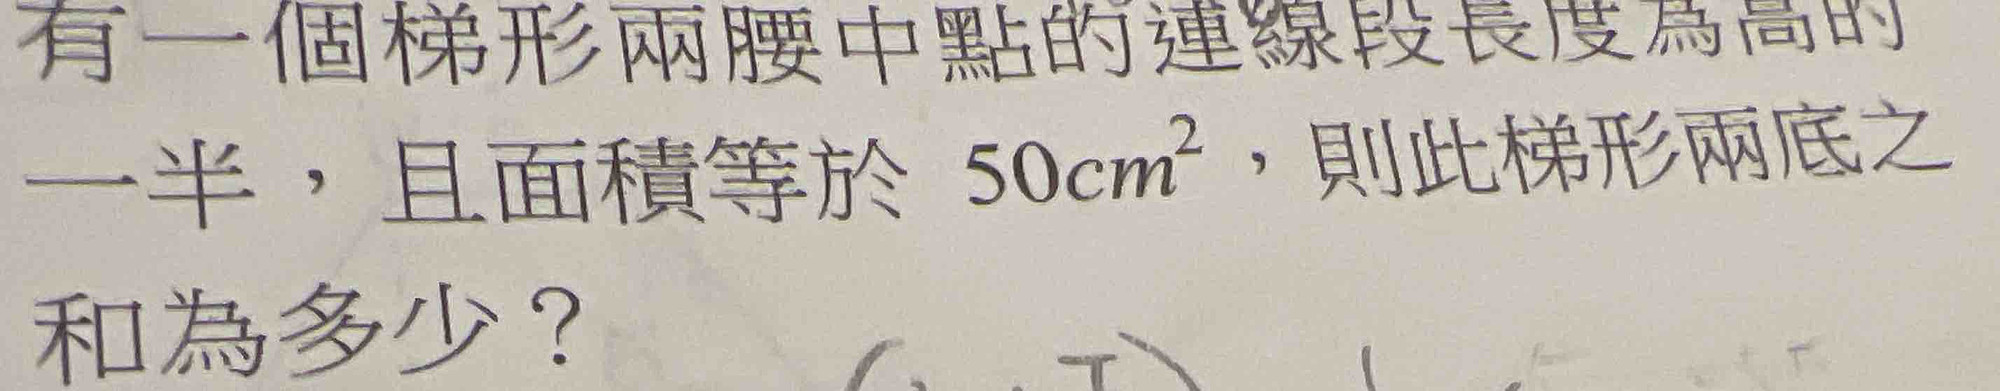 有一個梯形兩腰中點的連線段長度為高的
一半，且面積等於 50cm²，則此梯形兩底之
和為多少？